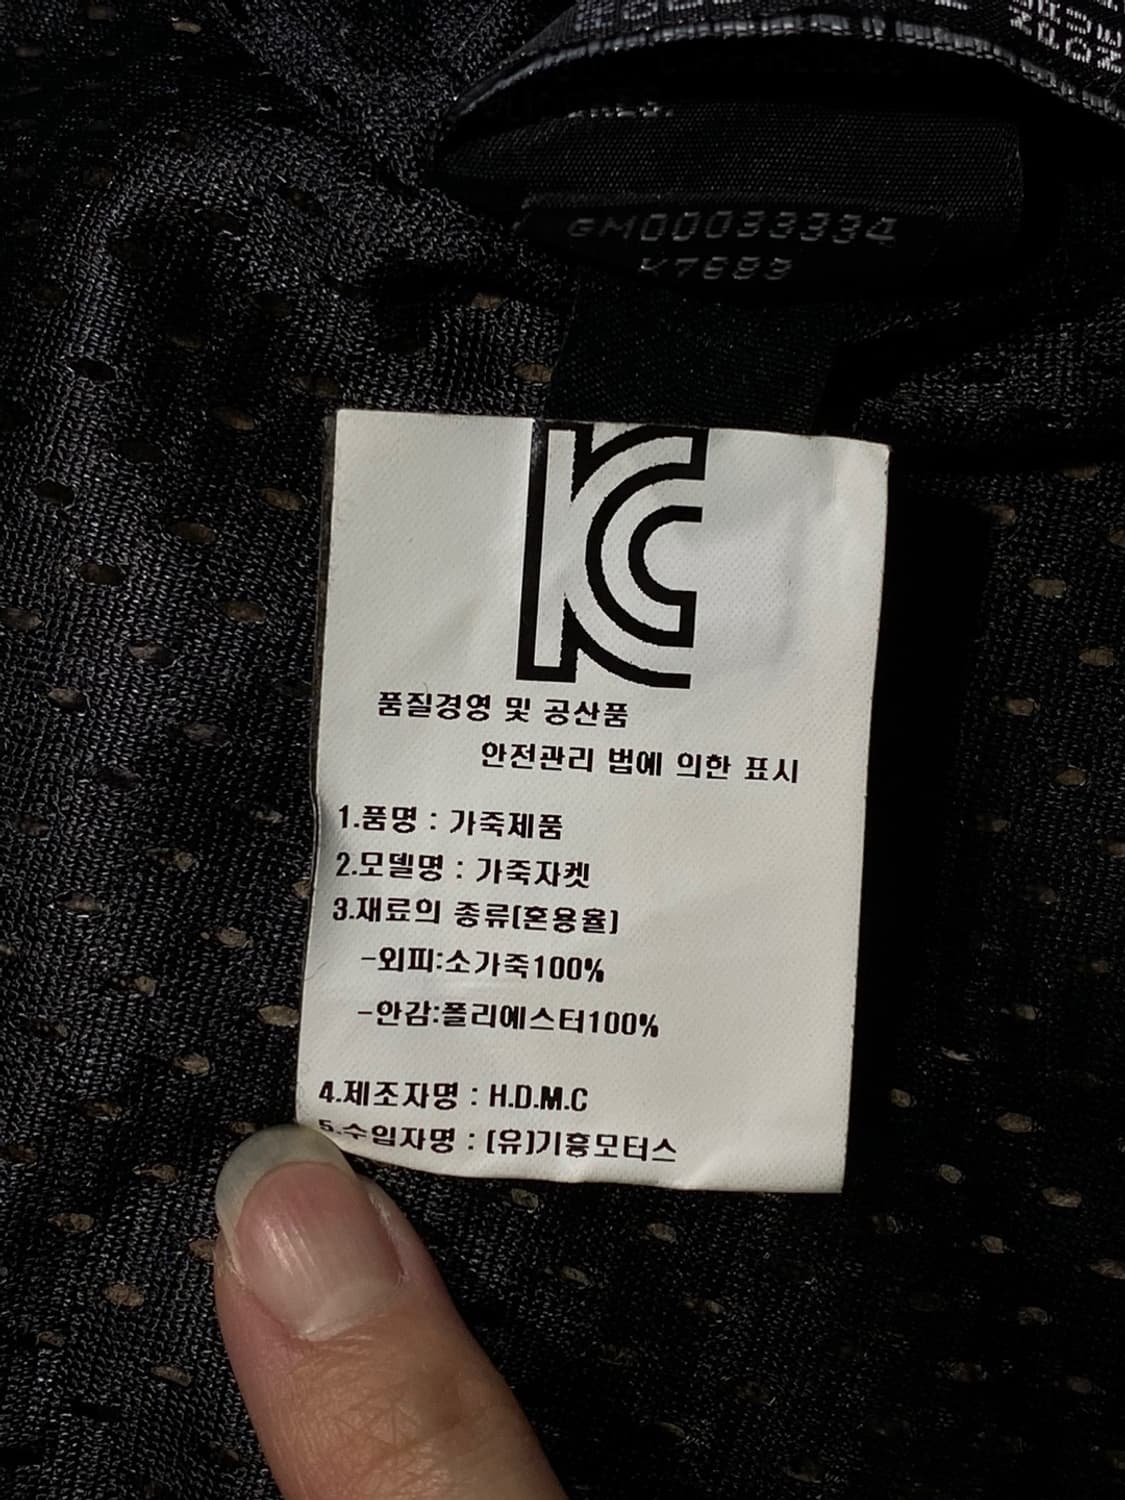 GM00033334
KC
품질경영 및 공산품
안전관리 법에 의한 표시
1.품명 : 가죽제품
2.모델명 : 가죽자켓
3.재료의 종류(혼용율)
-외피:소가죽100%
-안감:폴리에스터100%
4.제조자명 : H.D.M.C
5.수입자명 : (유)기흥모터스